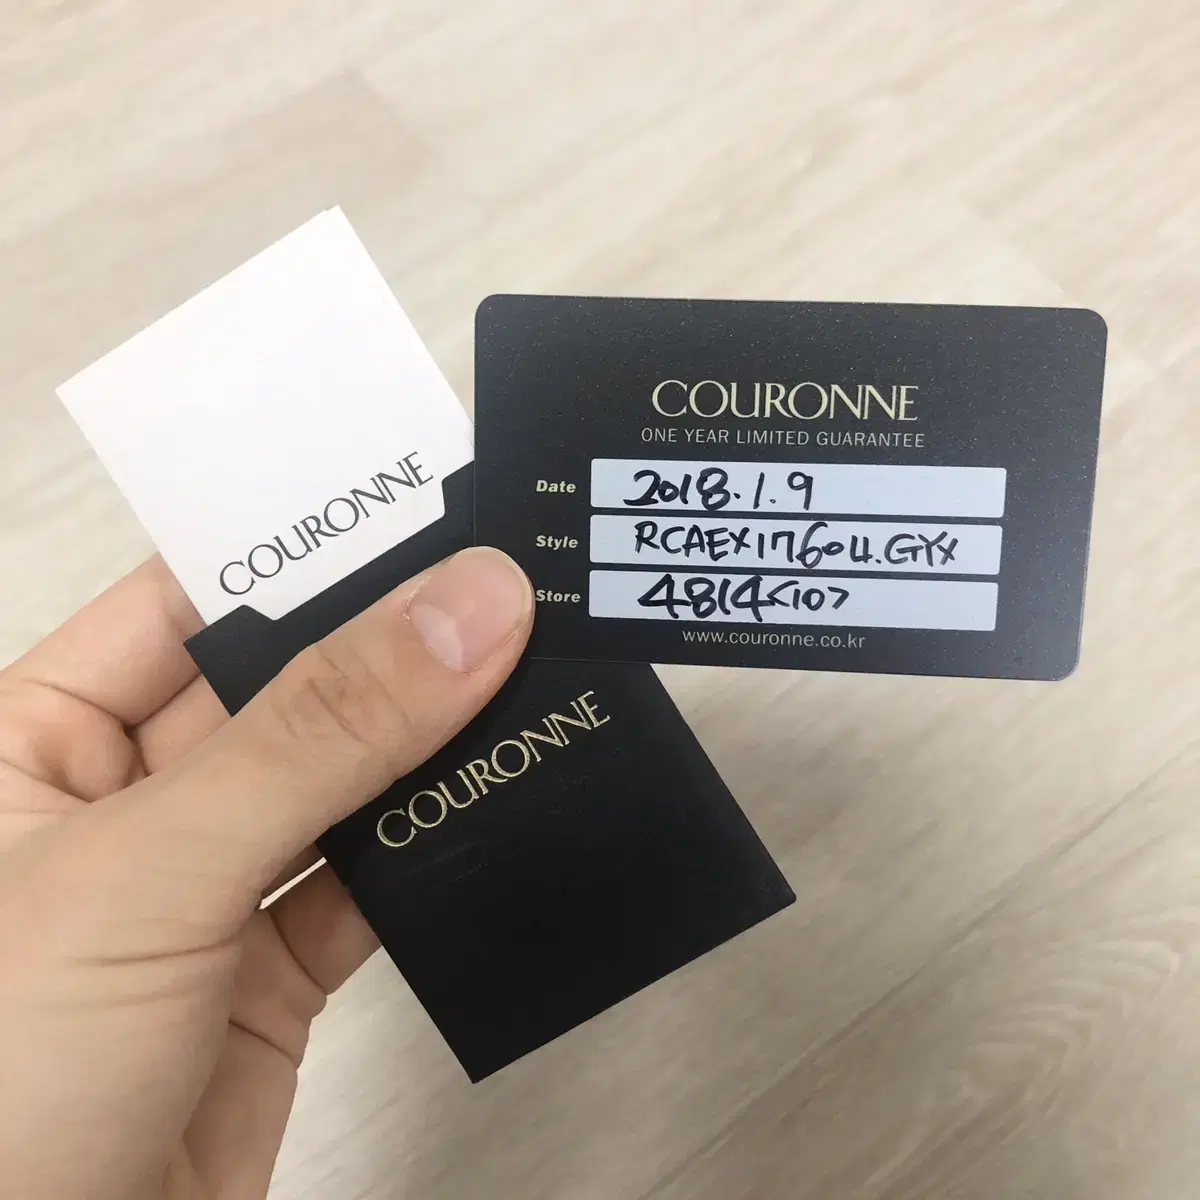 COURONNE
COURONNE
ONE YEAR LIMITED GUARANTEE
Date 2018.1.9
Style RCAEX17604.GYX
Store 4814<10>
www.couronne.co.kr
COURONNE